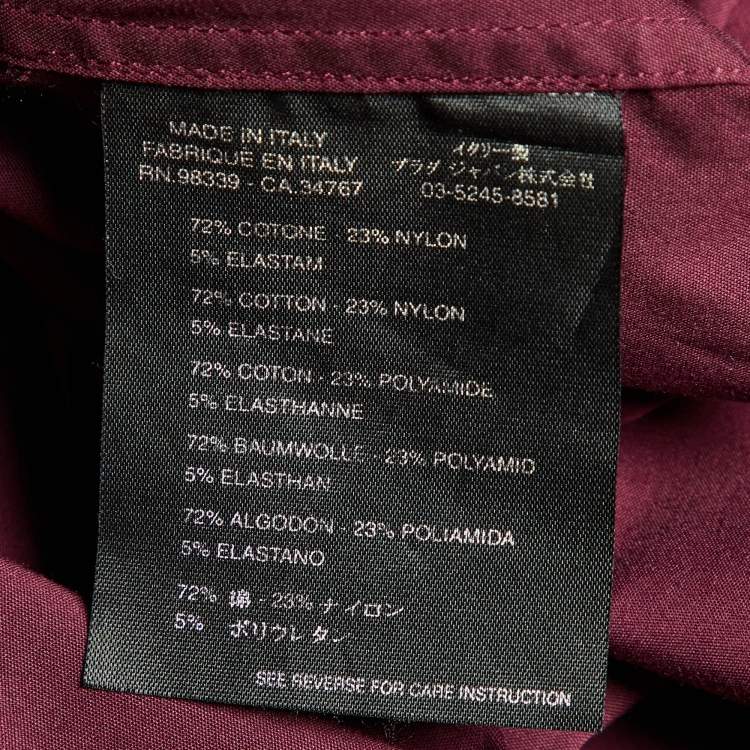 MADE IN ITALY
FABRIQUE EN ITALY
RN.98339 - CA.34767
イタリー製
プラダ ジャパン株式会社
03-5245-8581
72% COTONE - 23% NYLON
5% ELASTAM
72% COTTON - 23% NYLON
5% ELASTANE
72% COTON - 23% POLYAMIDE
5% ELASTHANNE
72% BAUMWOLLE - 23% POLYAMID
5% ELASTHAN
72% ALGODON - 23% POLIAMIDA
5% ELASTANO
72% 綿 - 23% ナイロン
5% ポリウレタン
SEE REVERSE FOR CARE INSTRUCTION